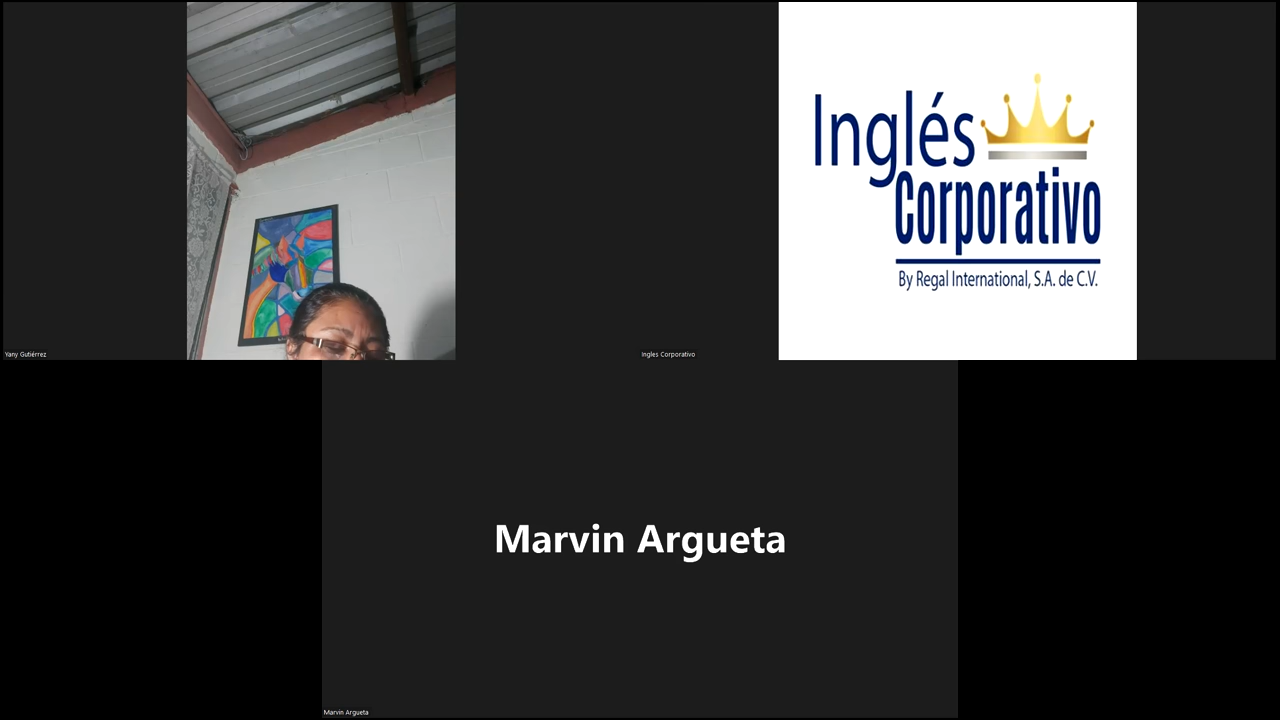 Inglés
Corporativo
By Regal International, S.A. de C.V.
Yany Gutiérrez
Ingles Corporativo
Marvin Argueta
Marvin Argueta